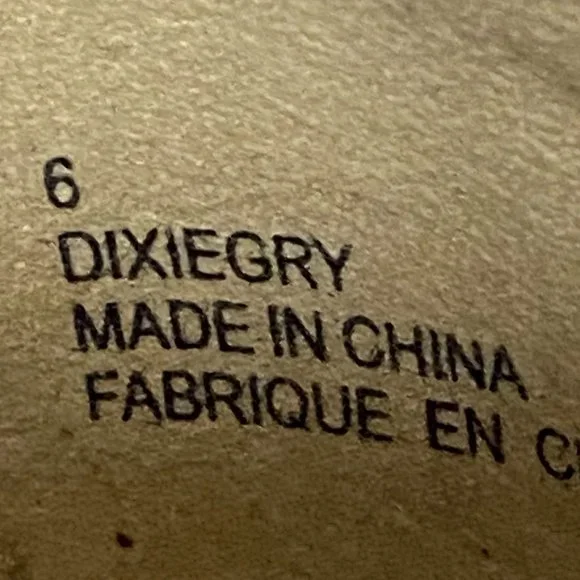 6
DIXIEGRY
MADE IN CHINA
FABRIQUE EN